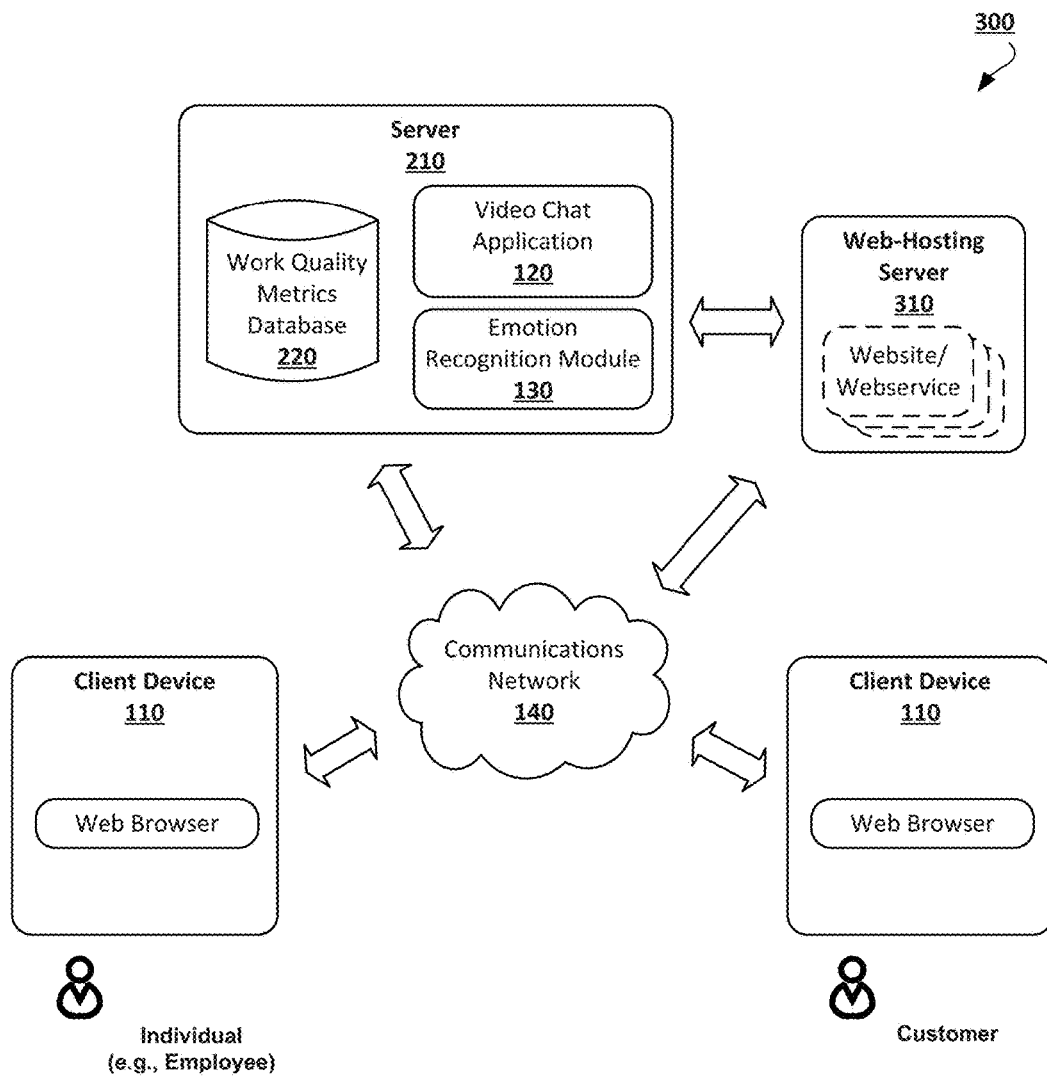 300
Server
210
Work Quality
Metrics
Database
220
Video Chat
Application
120
Emotion
Recognition Module
130
Web-Hosting
Server
310
Website/
Webservice
Communications
Network
140
Client Device
110
Web Browser
Individual
(e.g., Employee)
Client Device
110
Web Browser
Customer